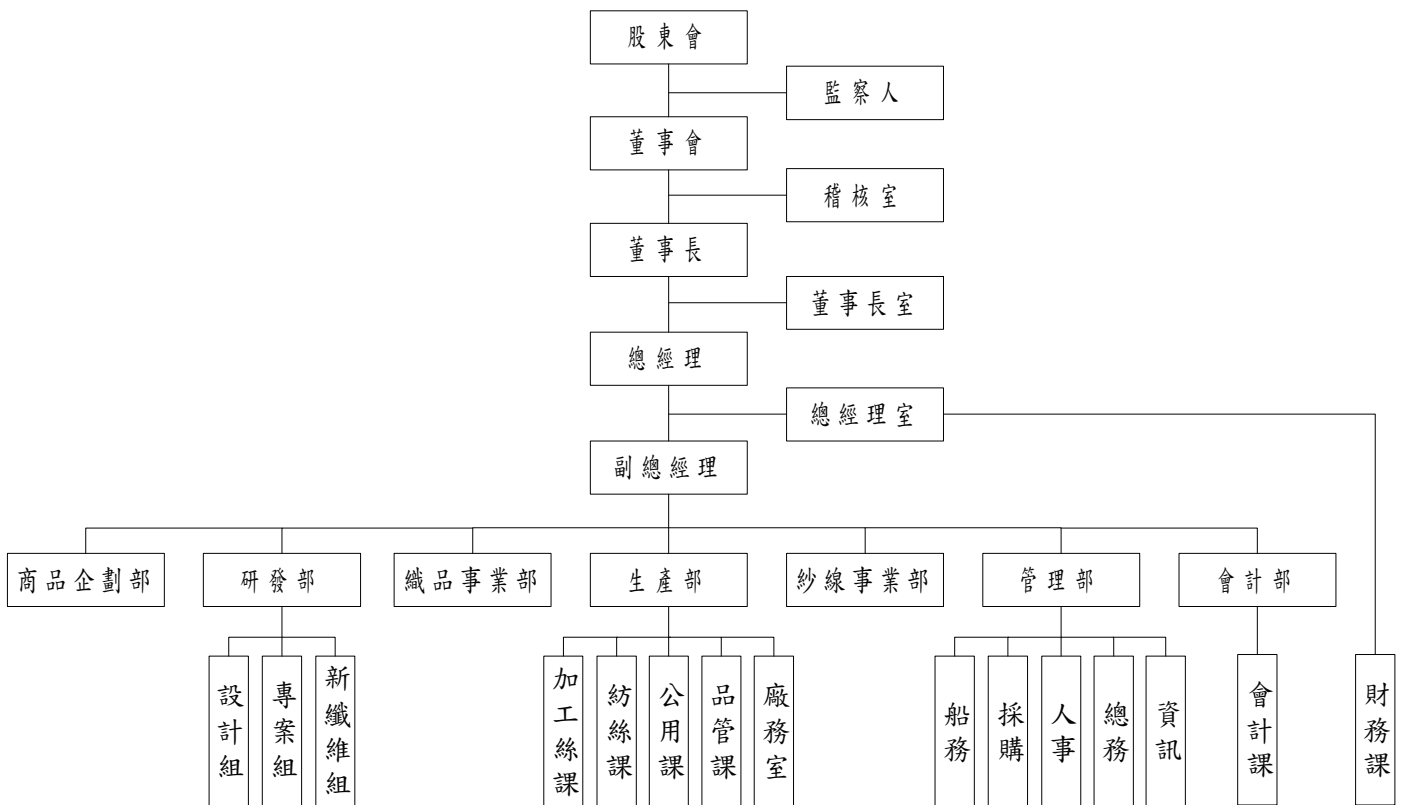 股東會
監察人
董事會
稽核室
董事長
董事長室
總經理
總經理室
副總經理
商品企劃部
研發部
織品事業部
生產部
紗線事業部
管理部
會計部
設計組
專案組
新纖維組
加工絲課
紡絲課
公用課
品管課
廠務室
船務
採購
人事
總務
資訊
會計課
財務課